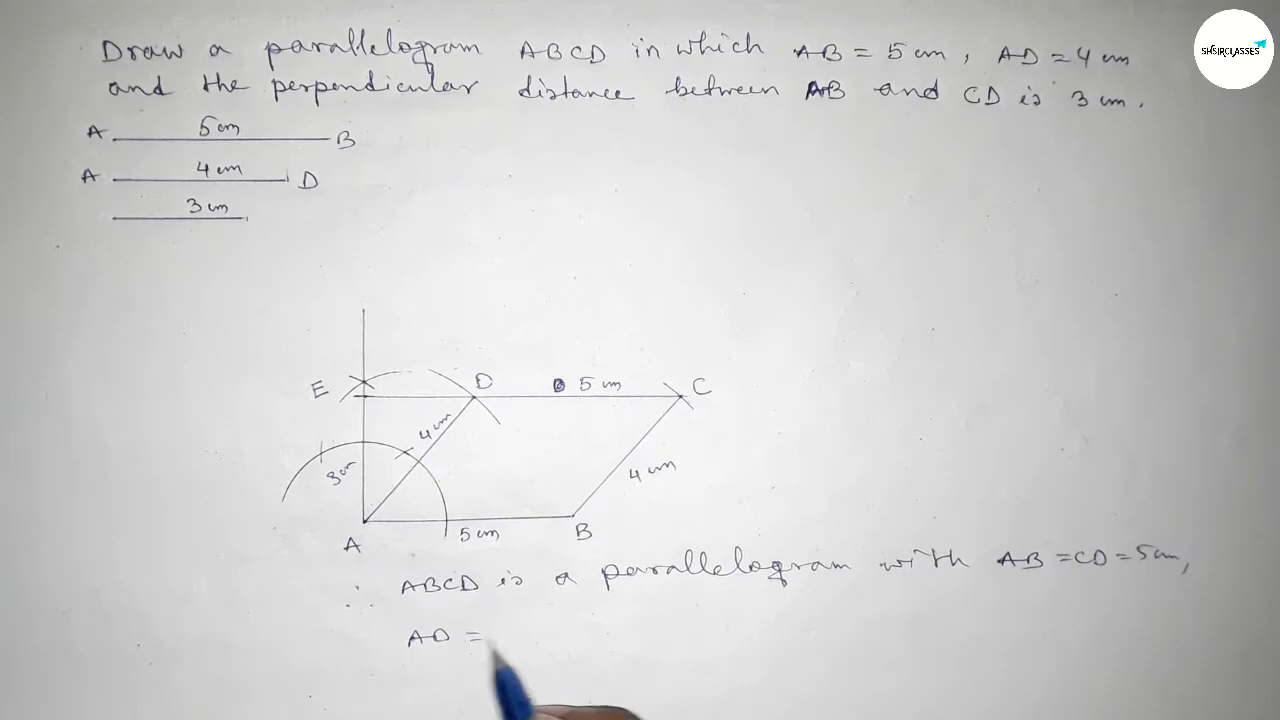 Draw a parallelogram ABCD in which AB = 5 cm, AD = 4 cm
and the perpendicular distance between AB and CD is 3 cm.
SHSIRCLASSES
A 5 cm B
A 4 cm D
3 cm
E D 5 cm C
4 cm
3 cm
4 cm
A 5 cm B
∴ ABCD is a parallelogram with AB = CD = 5 cm,
AD =